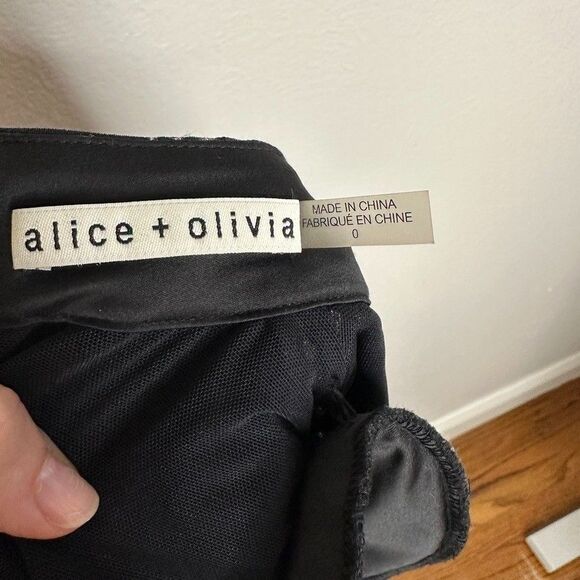 alice + olivia
MADE IN CHINA
FABRIQUÉ EN CHINE
0